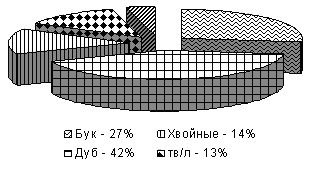 Бук - 27% Хвойные - 14%
Дуб - 42% тв/л - 13%